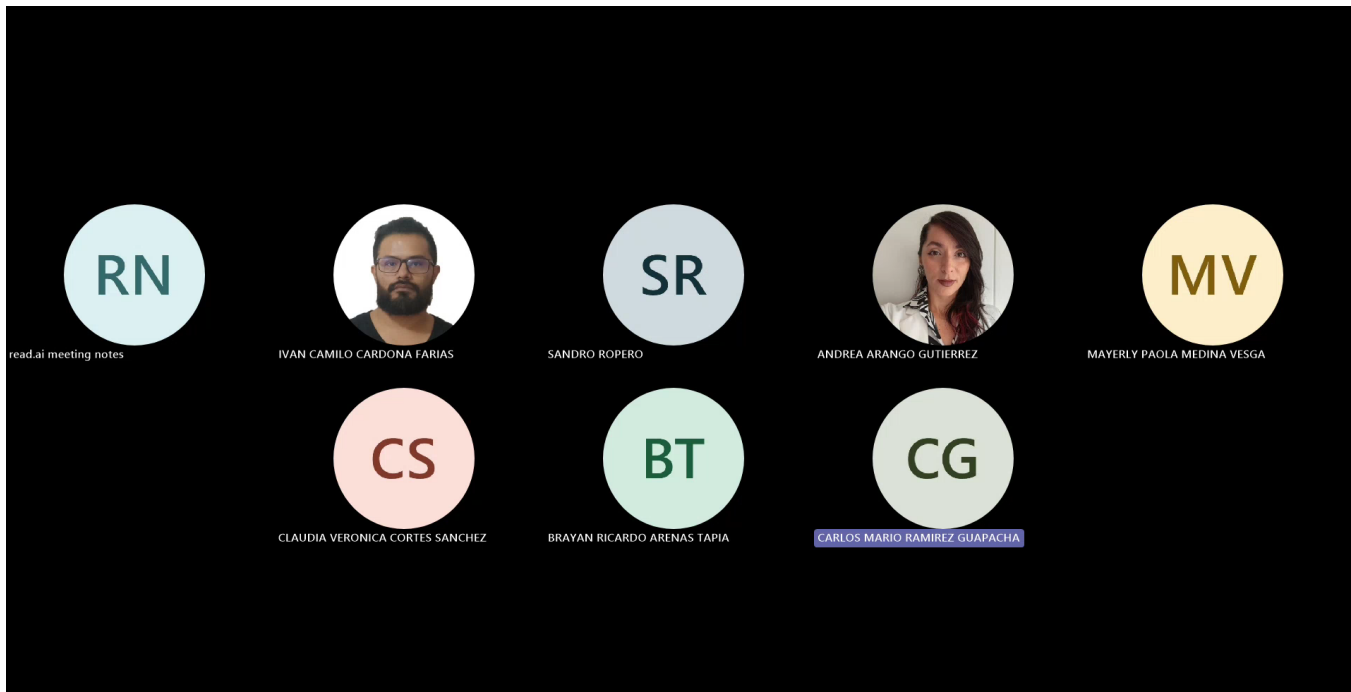 RN
SR
MV
read.ai meeting notes
IVAN CAMILO CARDONA FARIAS
SANDRO ROPERO
ANDREA ARANGO GUTIERREZ
MAYERLY PAOLA MEDINA VESGA
CS
BT
CG
CLAUDIA VERONICA CORTES SANCHEZ
BRAYAN RICARDO ARENAS TAPIA
CARLOS MARIO RAMIREZ GUAPACHA